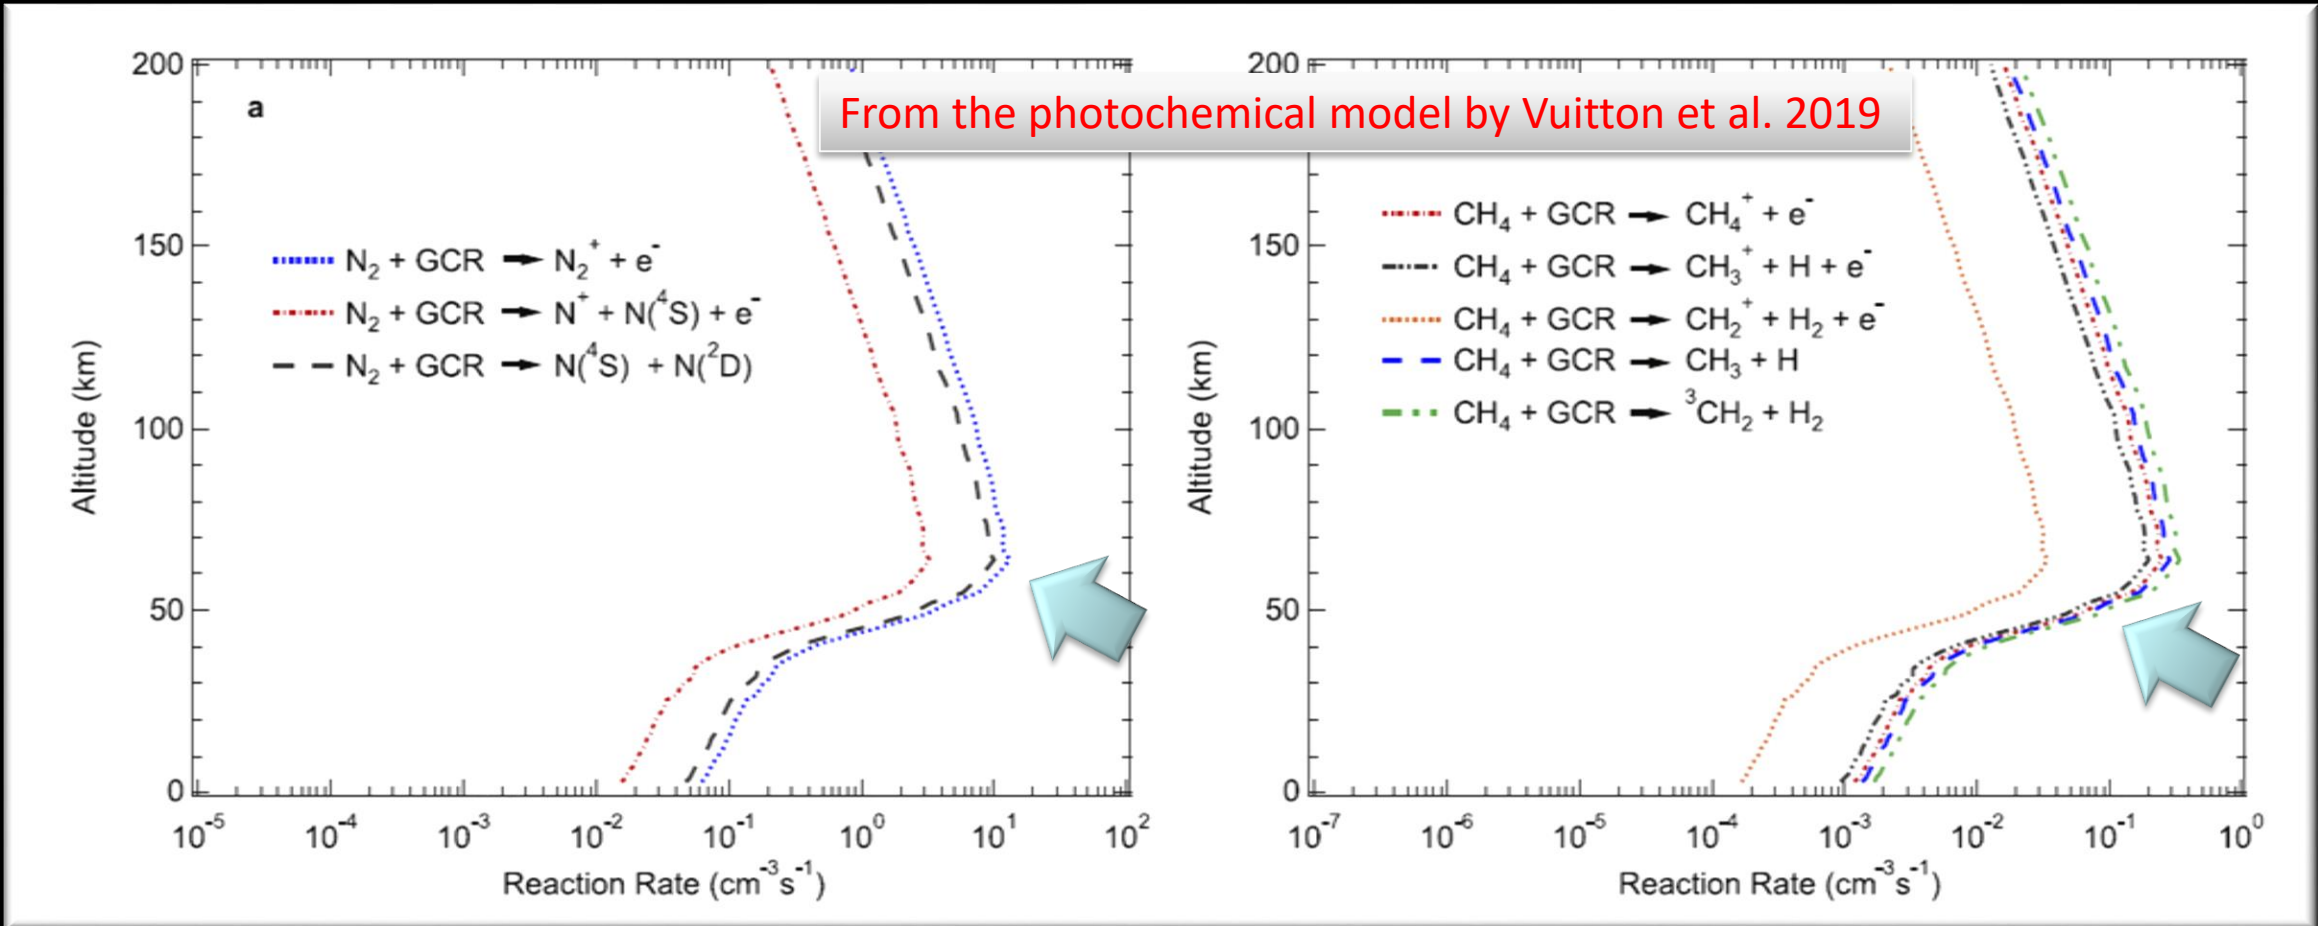 From the photochemical model by Vuitton et al. 2019
a
200
150
100
50
0
Altitude (km)
N₂ + GCR → N₂⁺ + e⁻
N₂ + GCR → N⁺ + N(⁴S) + e⁻
N₂ + GCR → N(⁴S) + N(²D)
10⁻⁵ 10⁻⁴ 10⁻³ 10⁻² 10⁻¹ 10⁰ 10¹ 10²
Reaction Rate (cm⁻³s⁻¹)
200
150
100
50
0
Altitude (km)
CH₄ + GCR → CH₄⁺ + e⁻
CH₄ + GCR → CH₃⁺ + H + e⁻
CH₄ + GCR → CH₂⁺ + H₂ + e⁻
CH₄ + GCR → CH₃ + H
CH₄ + GCR → ³CH₂ + H₂
10⁻⁷ 10⁻⁶ 10⁻⁵ 10⁻⁴ 10⁻³ 10⁻² 10⁻¹ 10⁰
Reaction Rate (cm⁻³s⁻¹)